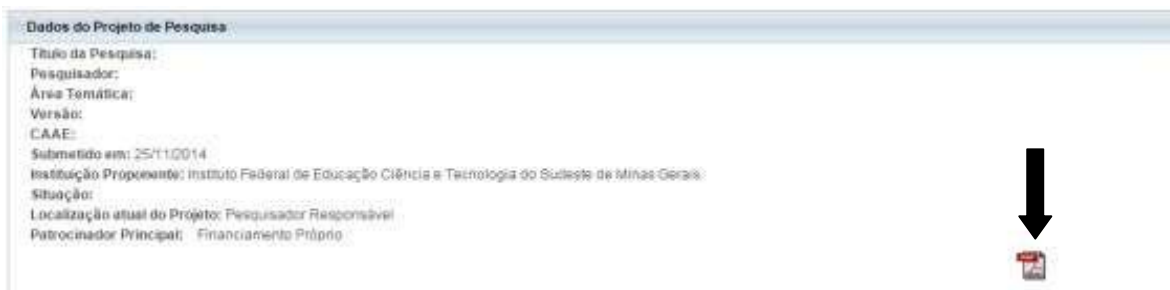 Dados do Projeto de Pesquisa
Título da Pesquisa:
Pesquisador:
Área Temática:
Versão:
CAAE:
Submetido em: 25/11/2014
Instituição Proponente: Instituto Federal de Educação Ciência e Tecnologia do Sudeste de Minas Gerais
Situação:
Localização atual do Projeto: Pesquisador Responsável
Patrocinador Principal: Financiamento Próprio